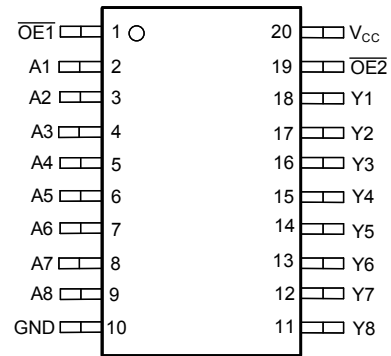 O̅E̅1̅ 1 20 VCC
A1 2 19 O̅E̅2̅
A2 3 18 Y1
A3 4 17 Y2
A4 5 16 Y3
A5 6 15 Y4
A6 7 14 Y5
A7 8 13 Y6
A8 9 12 Y7
GND 10 11 Y8